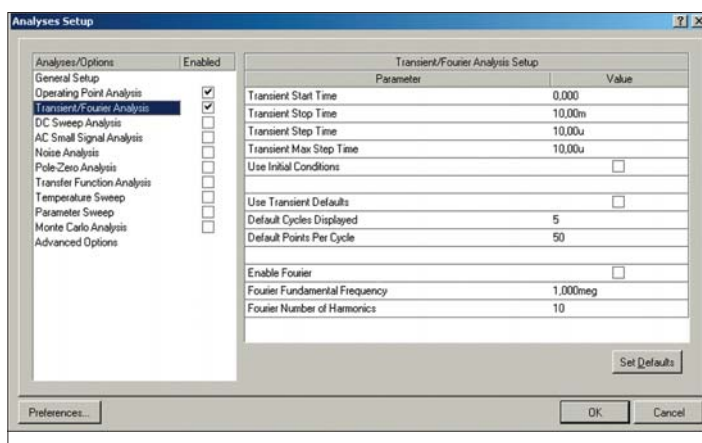 Analyses Setup
Analyses/Options Enabled
General Setup
Operating Point Analysis
Transient/Fourier Analysis
DC Sweep Analysis
AC Small Signal Analysis
Noise Analysis
Pole-Zero Analysis
Transfer Function Analysis
Temperature Sweep
Parameter Sweep
Monte Carlo Analysis
Advanced Options
Transient/Fourier Analysis Setup
Parameter Value
Transient Start Time 0,000
Transient Stop Time 10,00m
Transient Step Time 10,00u
Transient Max Step Time 10,00u
Use Initial Conditions
Use Transient Defaults
Default Cycles Displayed 5
Default Points Per Cycle 50
Enable Fourier
Fourier Fundamental Frequency 1,000meg
Fourier Number of Harmonics 10
Set Defaults
Preferences... OK Cancel